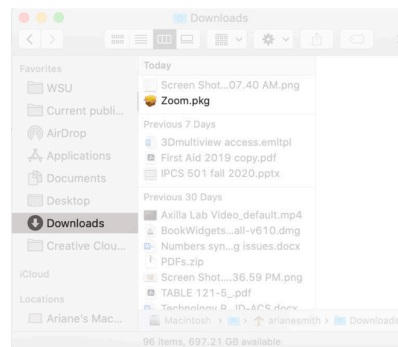 Downloads
Favorites
WSU
Current publi...
AirDrop
Applications
Documents
Desktop
Downloads
Creative Clou...
iCloud
Locations
Ariane's Mac...
Today
Screen Shot...07.40 AM.png
Zoom.pkg
Previous 7 Days
3Dmultiview access.emltpl
First Aid 2019 copy.pdf
IPCS 501 fall 2020.pptx
Previous 30 Days
Axilla Lab Video_default.mp4
BookWidgets...all-v610.dmg
Numbers syn...g issues.docx
PDFs.zip
Screen Shot....36.59 PM.png
TABLE 121-5_.pdf
Technology R...ID-ACS.docx
Macintosh › › arianesmith › Downloads
96 items, 697.21 GB available